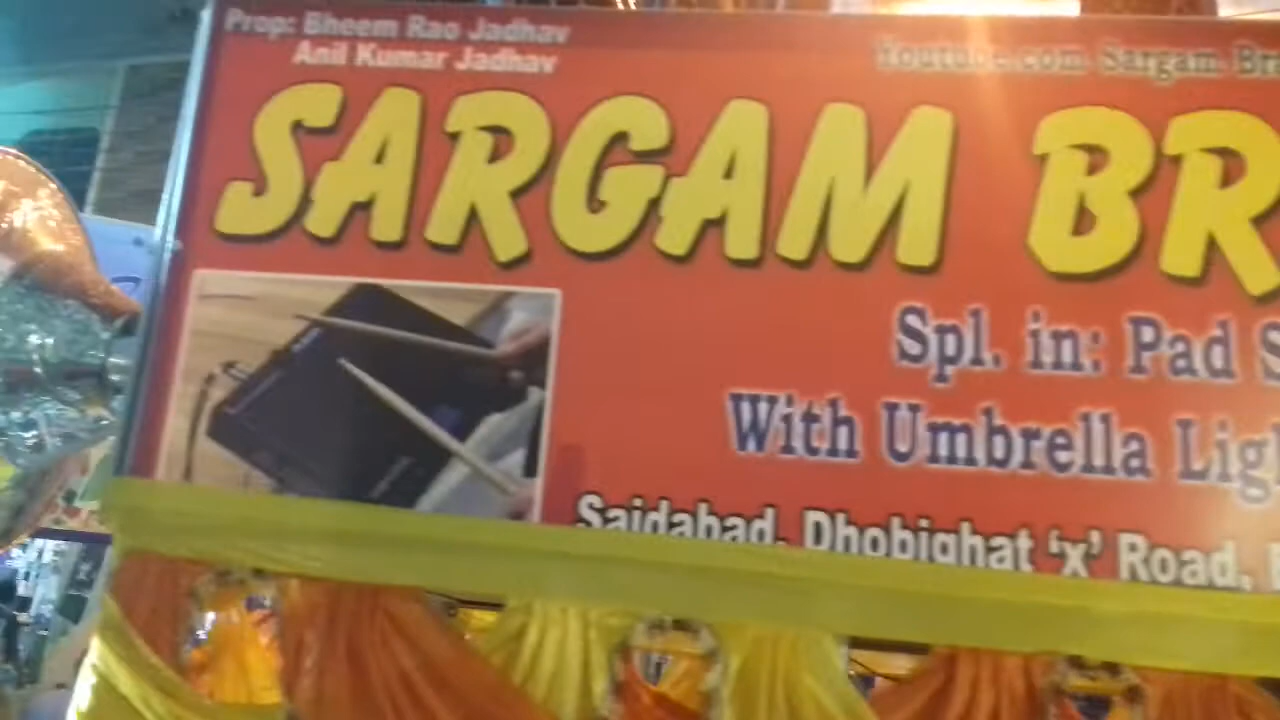 Prop: Bheem Rao Jadhav
Anil Kumar Jadhav
Youtube.com Sargam Bra
SARGAM BR
Spl. in: Pad S
With Umbrella Lig
Saidabad, Dhobighat ‘x’ Road,